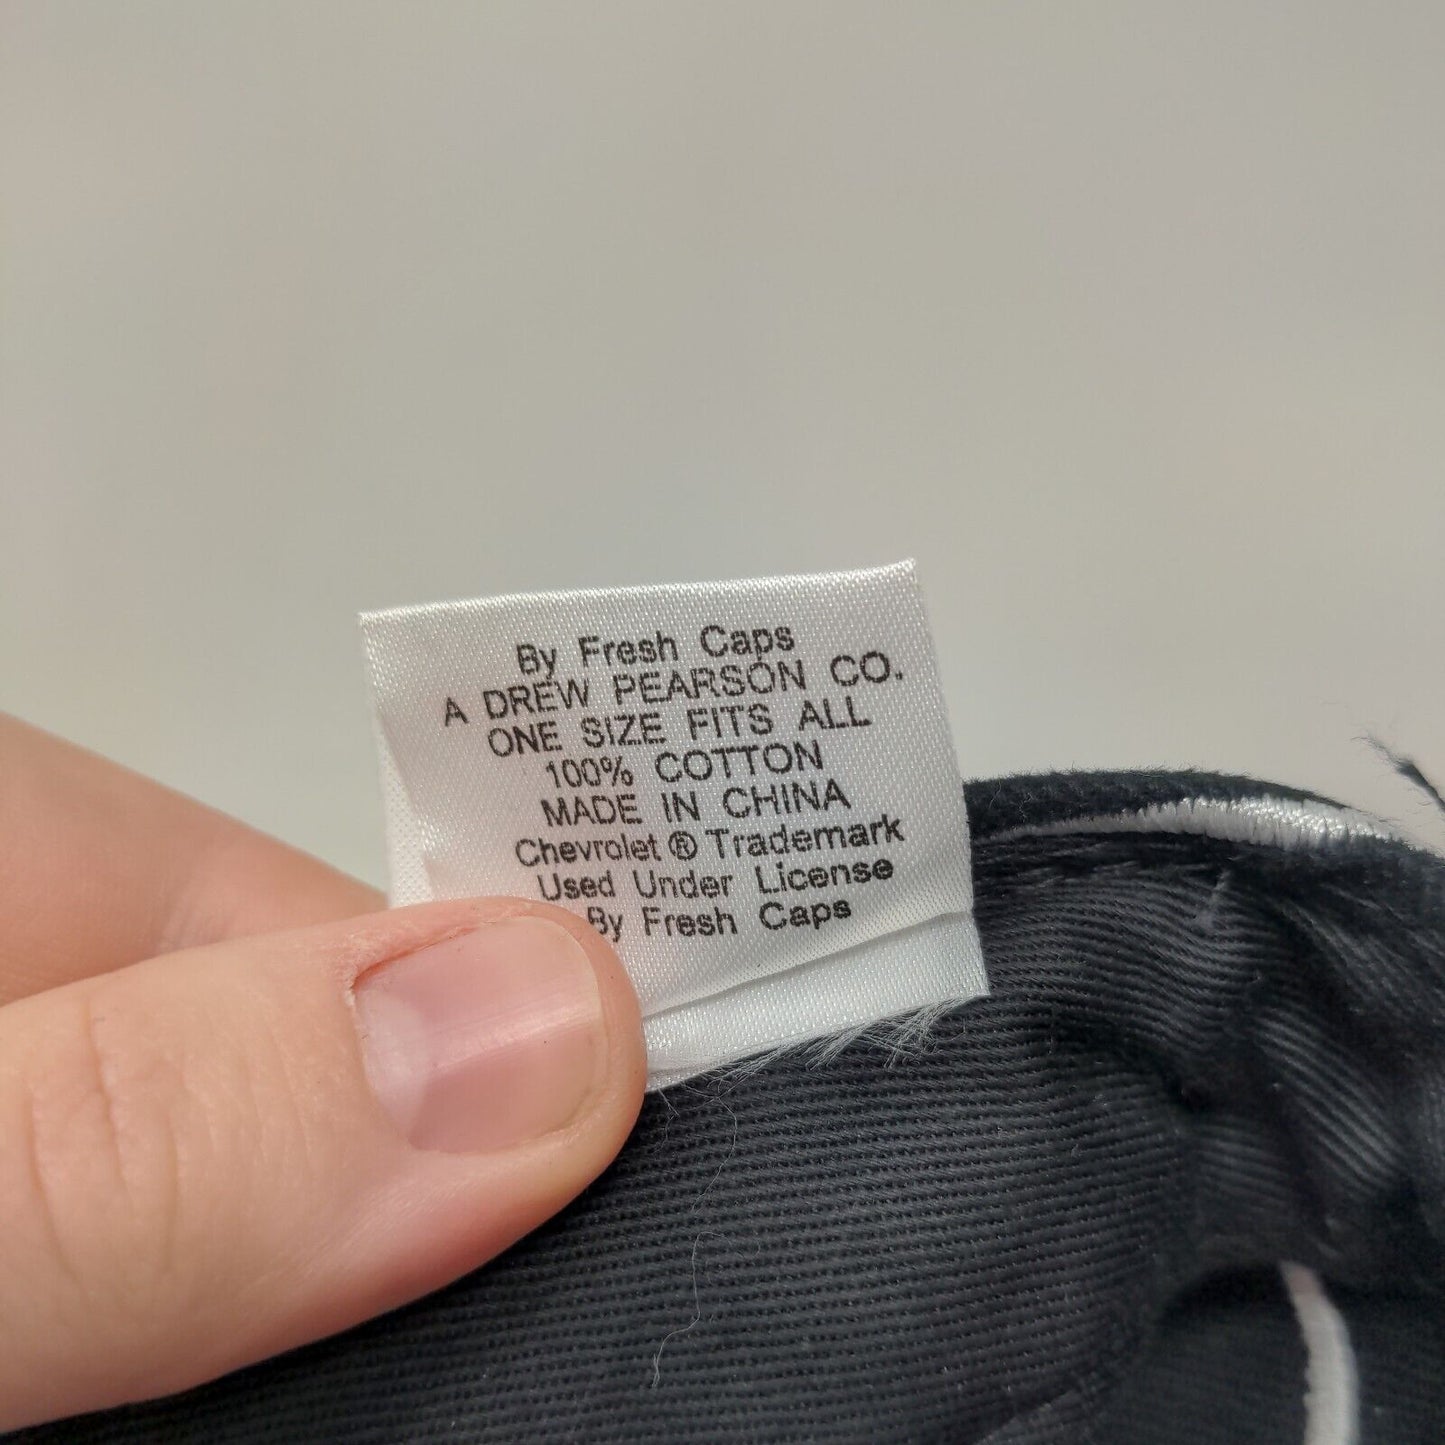 By Fresh Caps
A DREW PEARSON CO.
ONE SIZE FITS ALL
100% COTTON
MADE IN CHINA
Chevrolet ® Trademark
Used Under License
By Fresh Caps